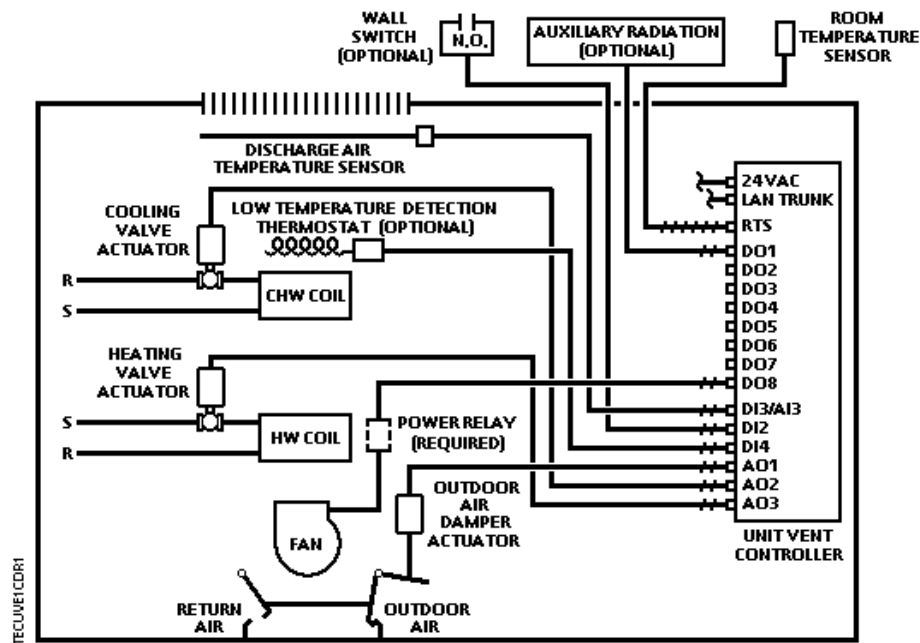 WALL
SWITCH
(OPTIONAL)
N.O.
AUXILIARY RADIATION
(OPTIONAL)
ROOM
TEMPERATURE
SENSOR
DISCHARGE AIR
TEMPERATURE SENSOR
COOLING
VALVE
ACTUATOR
LOW TEMPERATURE DETECTION
THERMOSTAT (OPTIONAL)
R
S
CHW COIL
HEATING
VALVE
ACTUATOR
S
R
HW COIL
POWER RELAY
(REQUIRED)
OUTDOOR
AIR
DAMPER
ACTUATOR
FAN
RETURN
AIR
OUTDOOR
AIR
24 VAC
LAN TRUNK
RTS
DO1
DO2
DO3
DO4
DO5
DO6
DO7
DO8
DI3/AI3
DI2
DI4
AO1
AO2
AO3
UNIT VENT
CONTROLLER
TECUVE1CDR1